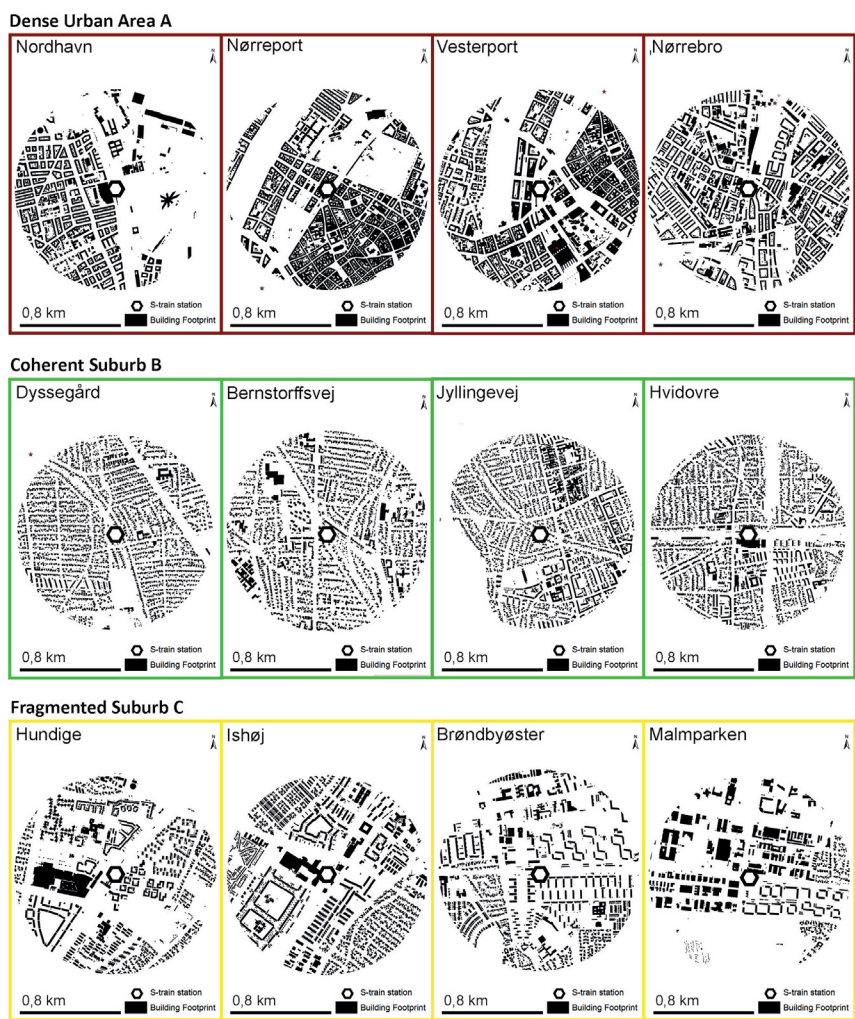 Dense Urban Area A
Nordhavn
N
0,8 km
S-train station
Building Footprint
Nørreport
N
*
0,8 km
S-train station
Building Footprint
Vesterport
N
*
0,8 km
S-train station
Building Footprint
Nørrebro
N
*
0,8 km
S-train station
Building Footprint
Coherent Suburb B
Dyssegård
N
*
0,8 km
S-train station
Building Footprint
Bernstorffsvej
N
0,8 km
S-train station
Building Footprint
Jyllingevej
N
0,8 km
S-train station
Building Footprint
Hvidovre
N
0,8 km
S-train station
Building Footprint
Fragmented Suburb C
Hundige
N
0,8 km
S-train station
Building Footprint
Ishøj
N
0,8 km
S-train station
Building Footprint
Brøndbyøster
N
0,8 km
S-train station
Building Footprint
Malmparken
N
0,8 km
S-train station
Building Footprint